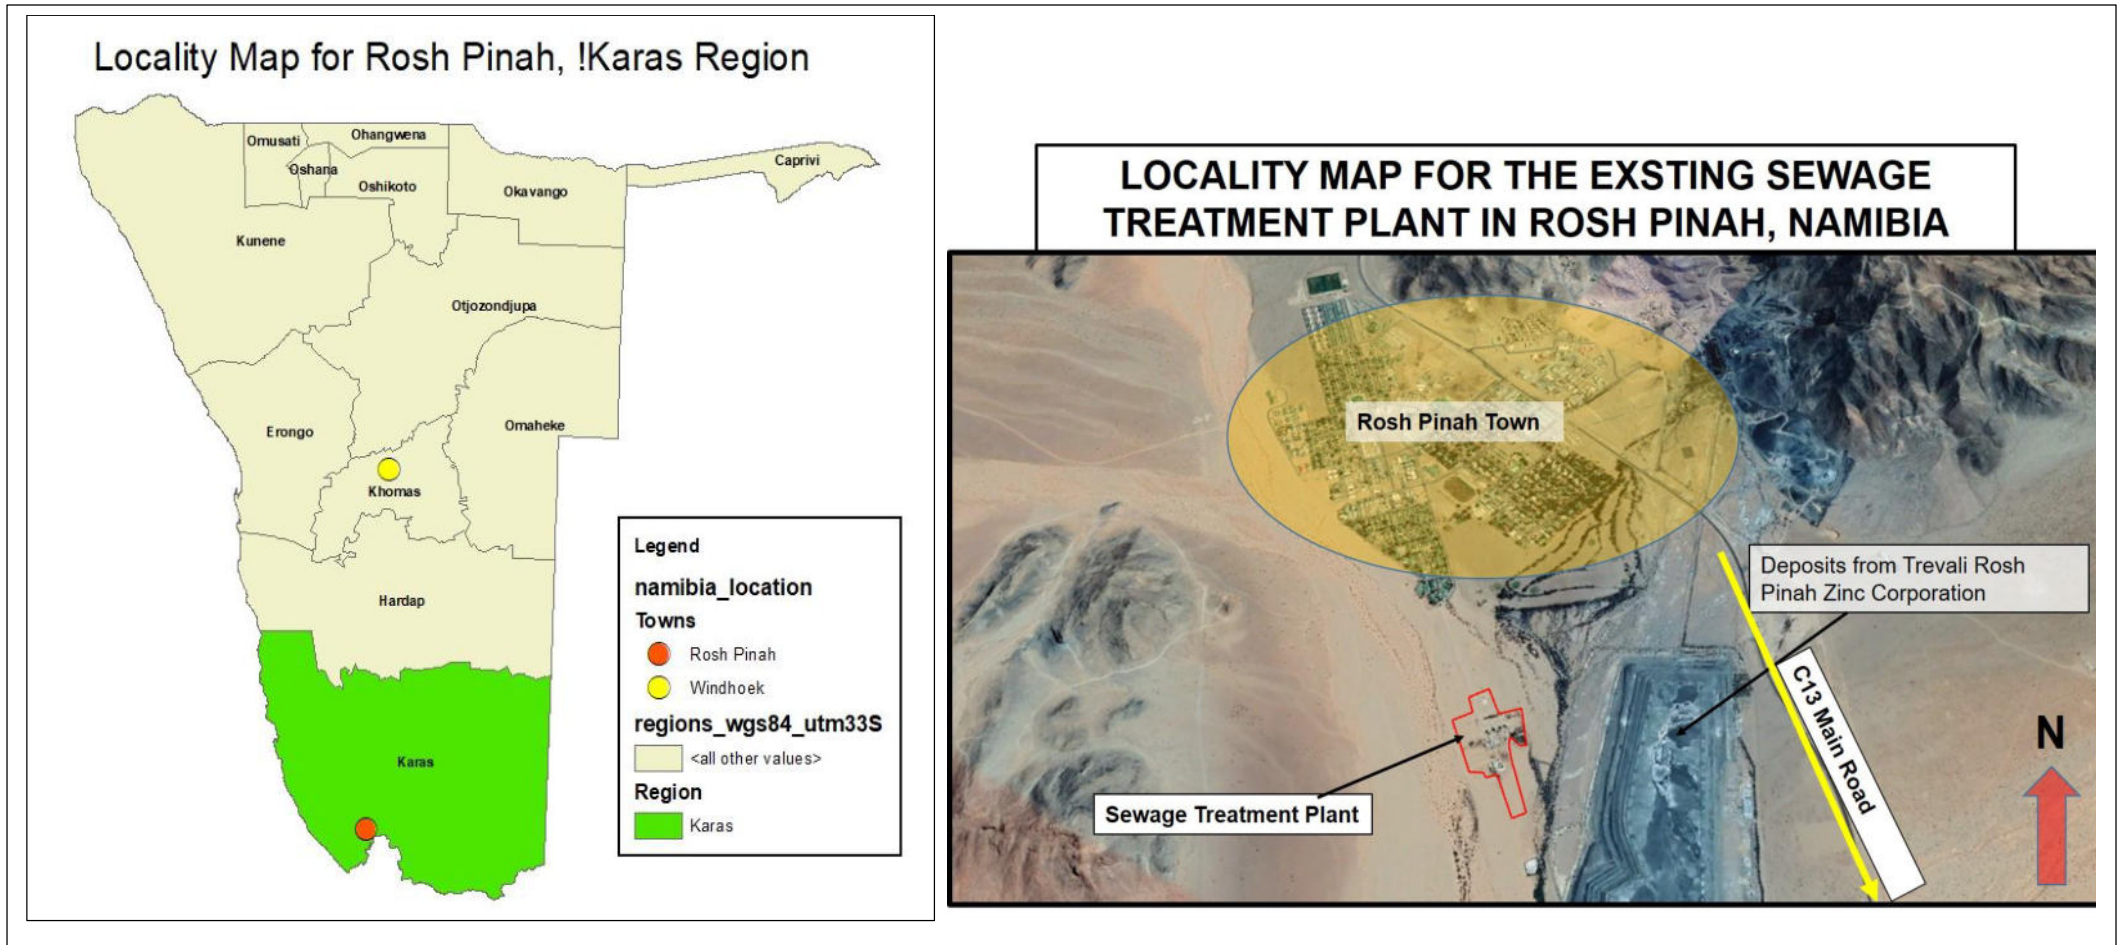 Locality Map for Rosh Pinah, !Karas Region
Omusati
Ohangwena
Oshana
Oshikoto
Okavango
Caprivi
Kunene
Otjozondjupa
Erongo
Omaheke
Khomas
Hardap
Karas
Legend
namibia_location
Towns
Rosh Pinah
Windhoek
regions_wgs84_utm33S
<all other values>
Region
Karas
LOCALITY MAP FOR THE EXSTING SEWAGE
TREATMENT PLANT IN ROSH PINAH, NAMIBIA
Rosh Pinah Town
Deposits from Trevali Rosh
Pinah Zinc Corporation
C13 Main Road
Sewage Treatment Plant
N